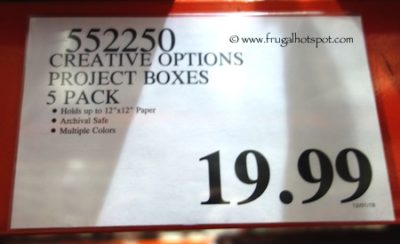 552250
© www.frugalhotspot.com
CREATIVE OPTIONS
PROJECT BOXES
5 PACK
• Holds up to 12"x12" Paper
• Archival Safe
• Multiple Colors
19.99